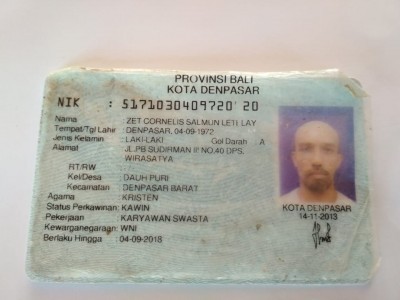 PROVINSI BALI
KOTA DENPASAR
NIK : 5171030409720 20
Nama : ZET CORNELIS SALMUN LETI LAY
Tempat/Tgl Lahir : DENPASAR, 04-09-1972
Jenis Kelamin : LAKI-LAKI Gol Darah : A
Alamat : JL.PB SUDIRMAN II NO.40 DPS.
WIRASATYA
RT/RW :
Kel/Desa : DAUH PURI
Kecamatan : DENPASAR BARAT
Agama : KRISTEN
Status Perkawinan : KAWIN
Pekerjaan : KARYAWAN SWASTA
Kewarganegaraan : WNI
Berlaku Hingga : 04-09-2018
KOTA DENPASAR
14-11-2013